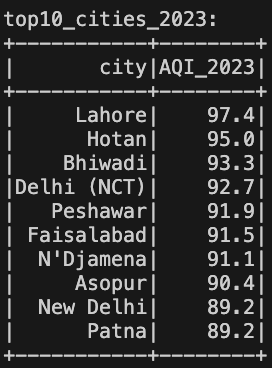 top10_cities_2023:
+-----------+--------+
|       city|AQI_2023|
+-----------+--------+
|     Lahore|    97.4|
|      Hotan|    95.0|
|    Bhiwadi|    93.3|
|Delhi (NCT)|    92.7|
|   Peshawar|    91.9|
| Faisalabad|    91.5|
|  N'Djamena|    91.1|
|     Asopur|    90.4|
|  New Delhi|    89.2|
|      Patna|    89.2|
+-----------+--------+